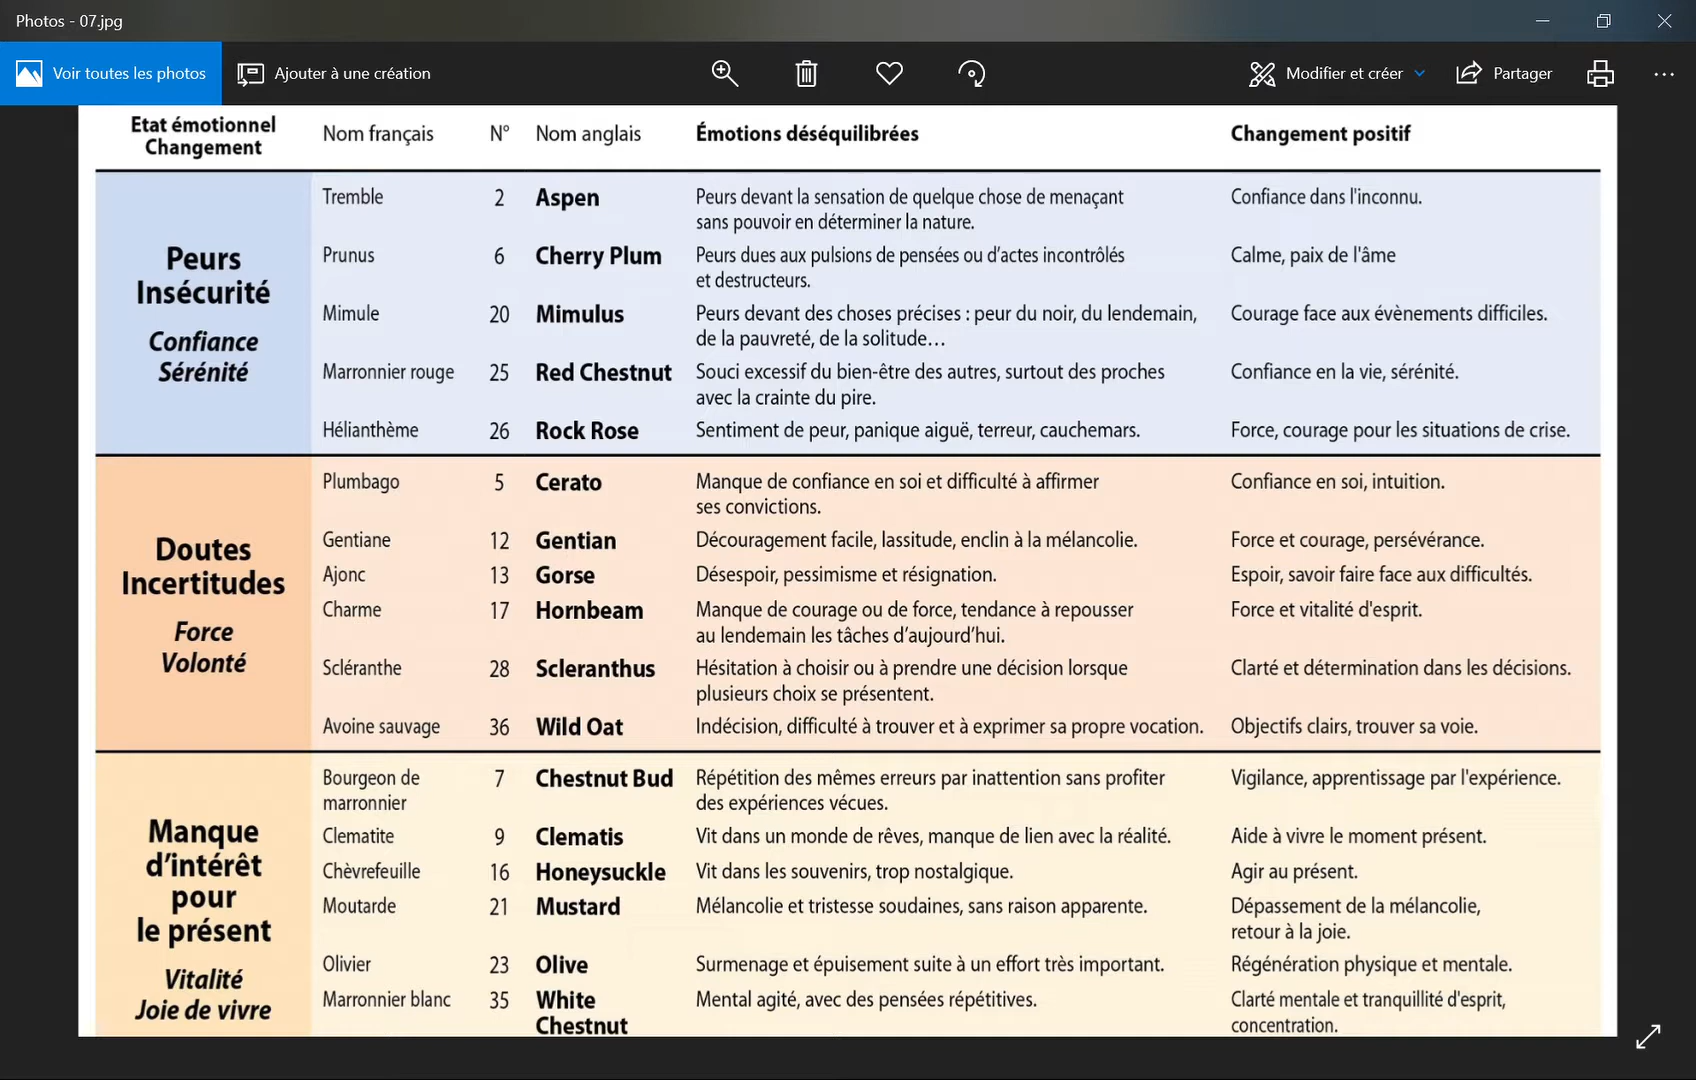 Photos - 07.jpg
Voir toutes les photos
Ajouter à une création
Modifier et créer
Partager
Etat émotionnel
Changement
Nom français
N°
Nom anglais
Émotions déséquilibrées
Changement positif
Peurs
Insécurité
Confiance
Sérénité
Tremble 2 Aspen Peurs devant la sensation de quelque chose de menaçant Confiance dans l'inconnu.
sans pouvoir en déterminer la nature.
Prunus 6 Cherry Plum Peurs dues aux pulsions de pensées ou d’actes incontrôlés Calme, paix de l'âme
et destructeurs.
Mimule 20 Mimulus Peurs devant des choses précises : peur du noir, du lendemain, Courage face aux évènements difficiles.
de la pauvreté, de la solitude…
Marronnier rouge 25 Red Chestnut Souci excessif du bien-être des autres, surtout des proches Confiance en la vie, sérénité.
avec la crainte du pire.
Hélianthème 26 Rock Rose Sentiment de peur, panique aiguë, terreur, cauchemars. Force, courage pour les situations de crise.
Doutes
Incertitudes
Force
Volonté
Plumbago 5 Cerato Manque de confiance en soi et difficulté à affirmer Confiance en soi, intuition.
ses convictions.
Gentiane 12 Gentian Découragement facile, lassitude, enclin à la mélancolie. Force et courage, persévérance.
Ajonc 13 Gorse Désespoir, pessimisme et résignation. Espoir, savoir faire face aux difficultés.
Charme 17 Hornbeam Manque de courage ou de force, tendance à repousser Force et vitalité d'esprit.
au lendemain les tâches d’aujourd’hui.
Scléranthe 28 Scleranthus Hésitation à choisir ou à prendre une décision lorsque Clarté et détermination dans les décisions.
plusieurs choix se présentent.
Avoine sauvage 36 Wild Oat Indécision, difficulté à trouver et à exprimer sa propre vocation. Objectifs clairs, trouver sa voie.
Manque
d’intérêt
pour
le présent
Vitalité
Joie de vivre
Bourgeon de 7 Chestnut Bud Répétition des mêmes erreurs par inattention sans profiter Vigilance, apprentissage par l'expérience.
marronnier des expériences vécues.
Clematite 9 Clematis Vit dans un monde de rêves, manque de lien avec la réalité. Aide à vivre le moment présent.
Chèvrefeuille 16 Honeysuckle Vit dans les souvenirs, trop nostalgique. Agir au présent.
Moutarde 21 Mustard Mélancolie et tristesse soudaines, sans raison apparente. Dépassement de la mélancolie,
retour à la joie.
Olivier 23 Olive Surmenage et épuisement suite à un effort très important. Régénération physique et mentale.
Marronnier blanc 35 White Mental agité, avec des pensées répétitives. Clarté mentale et tranquillité d'esprit,
Chestnut concentration.